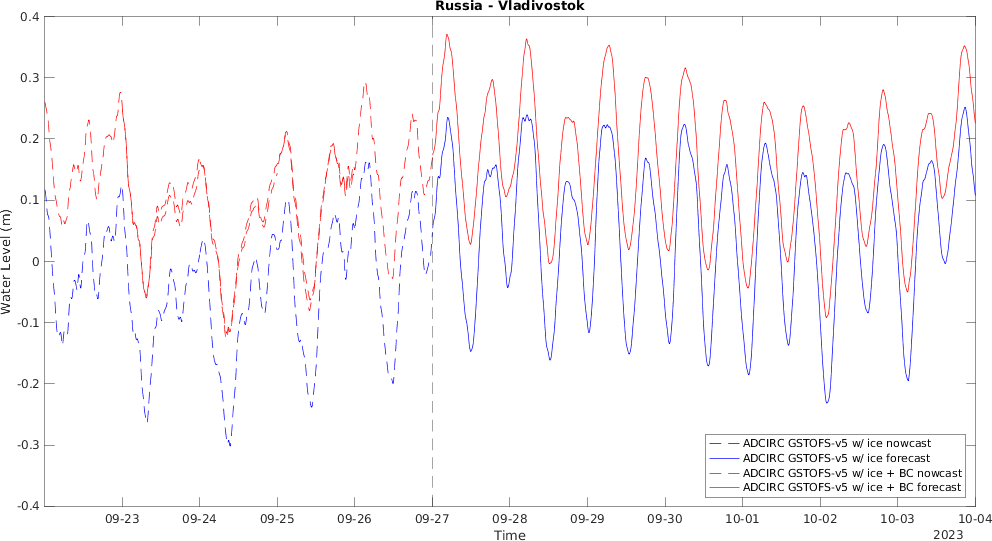 Russia - Vladivostok
0.4
0.3
0.2
0.1
0
-0.1
-0.2
-0.3
-0.4
Water Level (m)
ADCIRC GSTOFS-v5 w/ ice nowcast
ADCIRC GSTOFS-v5 w/ ice forecast
ADCIRC GSTOFS-v5 w/ ice + BC nowcast
ADCIRC GSTOFS-v5 w/ ice + BC forecast
09-23 09-24 09-25 09-26 09-27 09-28 09-29 09-30 10-01 10-02 10-03 10-04
Time
2023